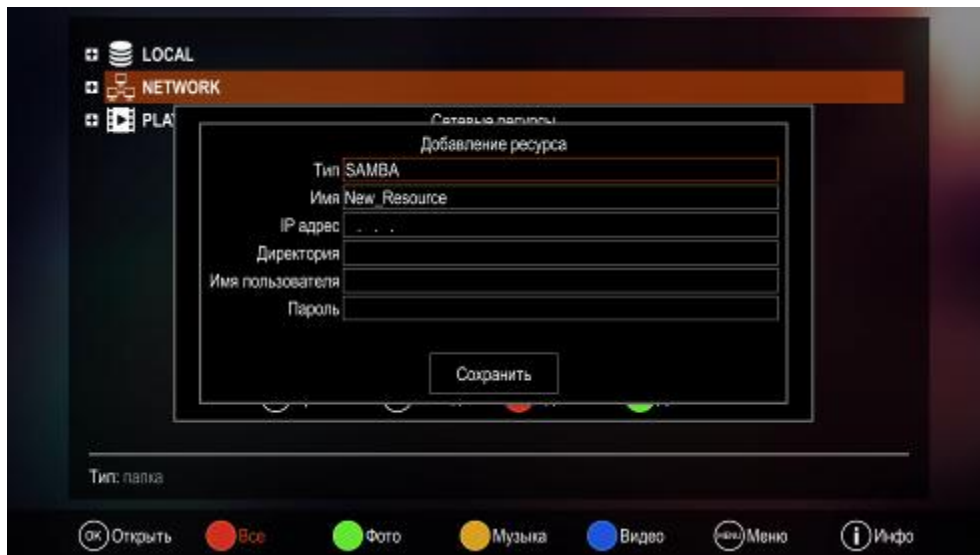 LOCAL
NETWORK
PLA
Сетевые ресурсы
Добавление ресурса
Тип SAMBA
Имя New_Resource
IP адрес . . .
Директория
Имя пользователя
Пароль
Сохранить
Тип: папка
OK Открыть Все Фото Музыка Видео MENU Меню i Инфо